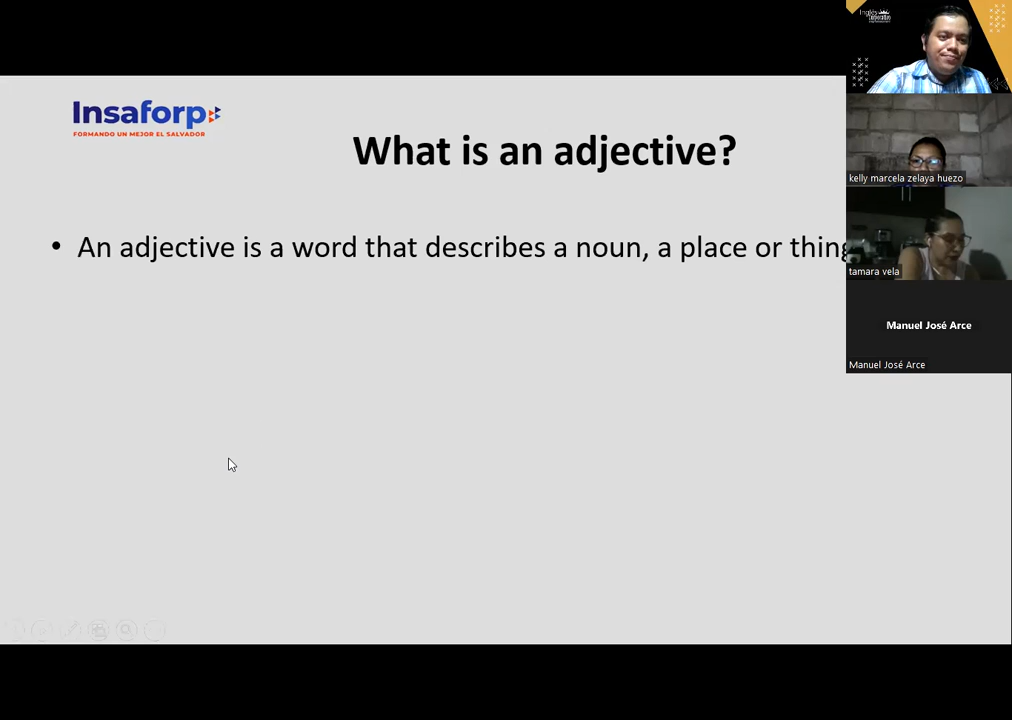 Insaforp
FORMANDO UN MEJOR EL SALVADOR
What is an adjective?
• An adjective is a word that describes a noun, a place or thing
Inglés
kelly marcela zelaya huezo
tamara vela
Manuel José Arce
Manuel José Arce